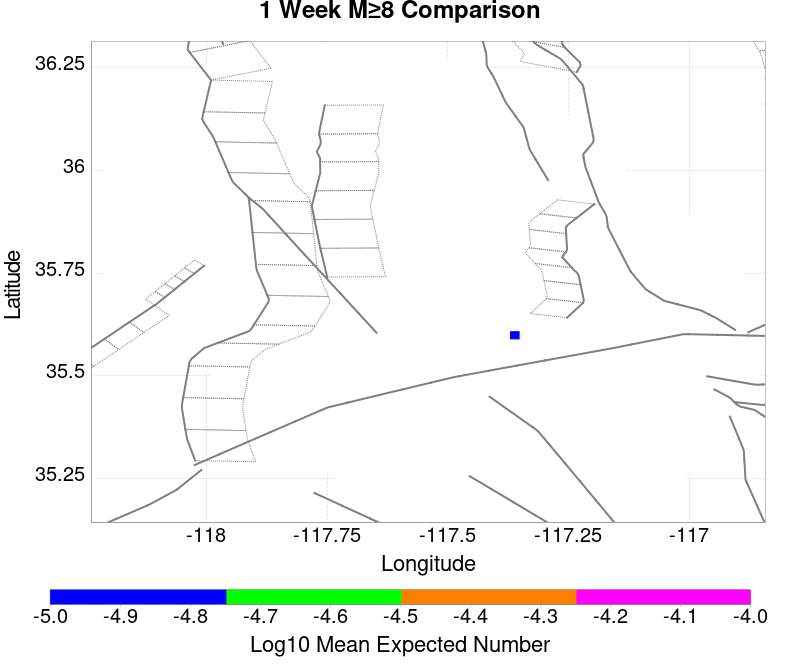 1 Week M≥8 Comparison
36.25
36
35.75
35.5
35.25
Latitude
-118 -117.75 -117.5 -117.25 -117
Longitude
-5.0 -4.9 -4.8 -4.7 -4.6 -4.5 -4.4 -4.3 -4.2 -4.1 -4.0
Log10 Mean Expected Number